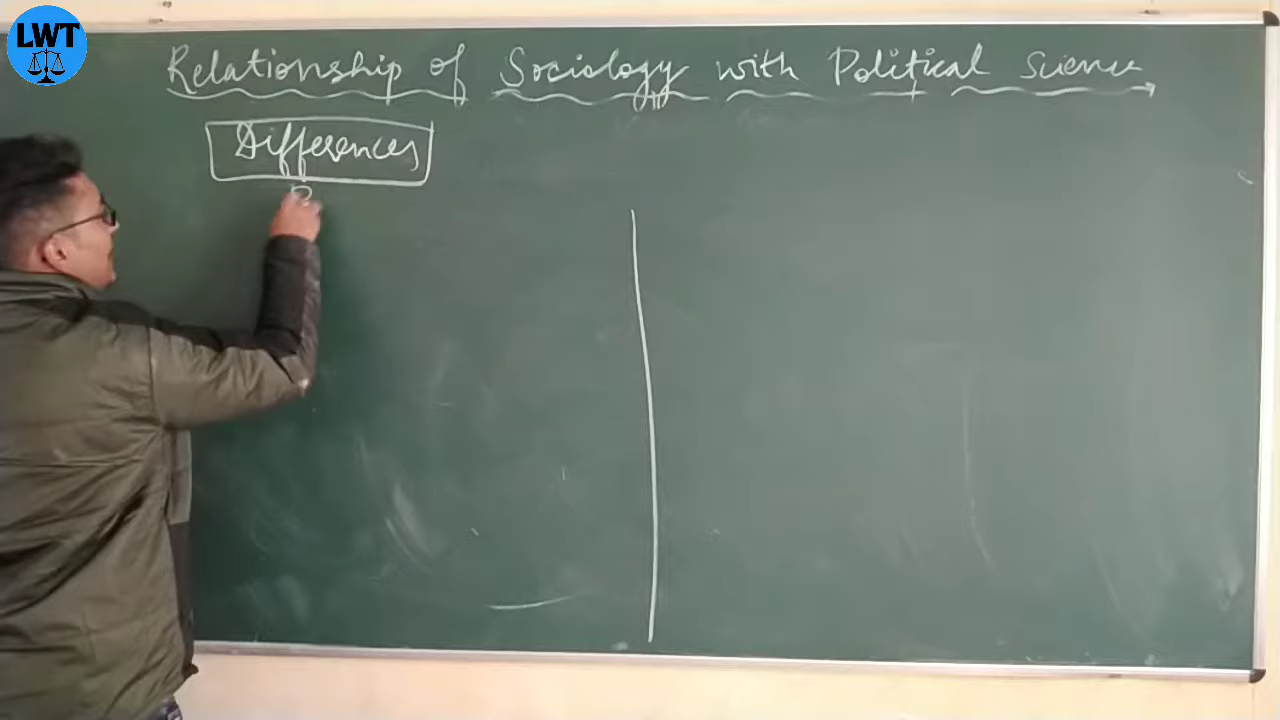 LWT
Relationship of Sociology with Political Science
Differences